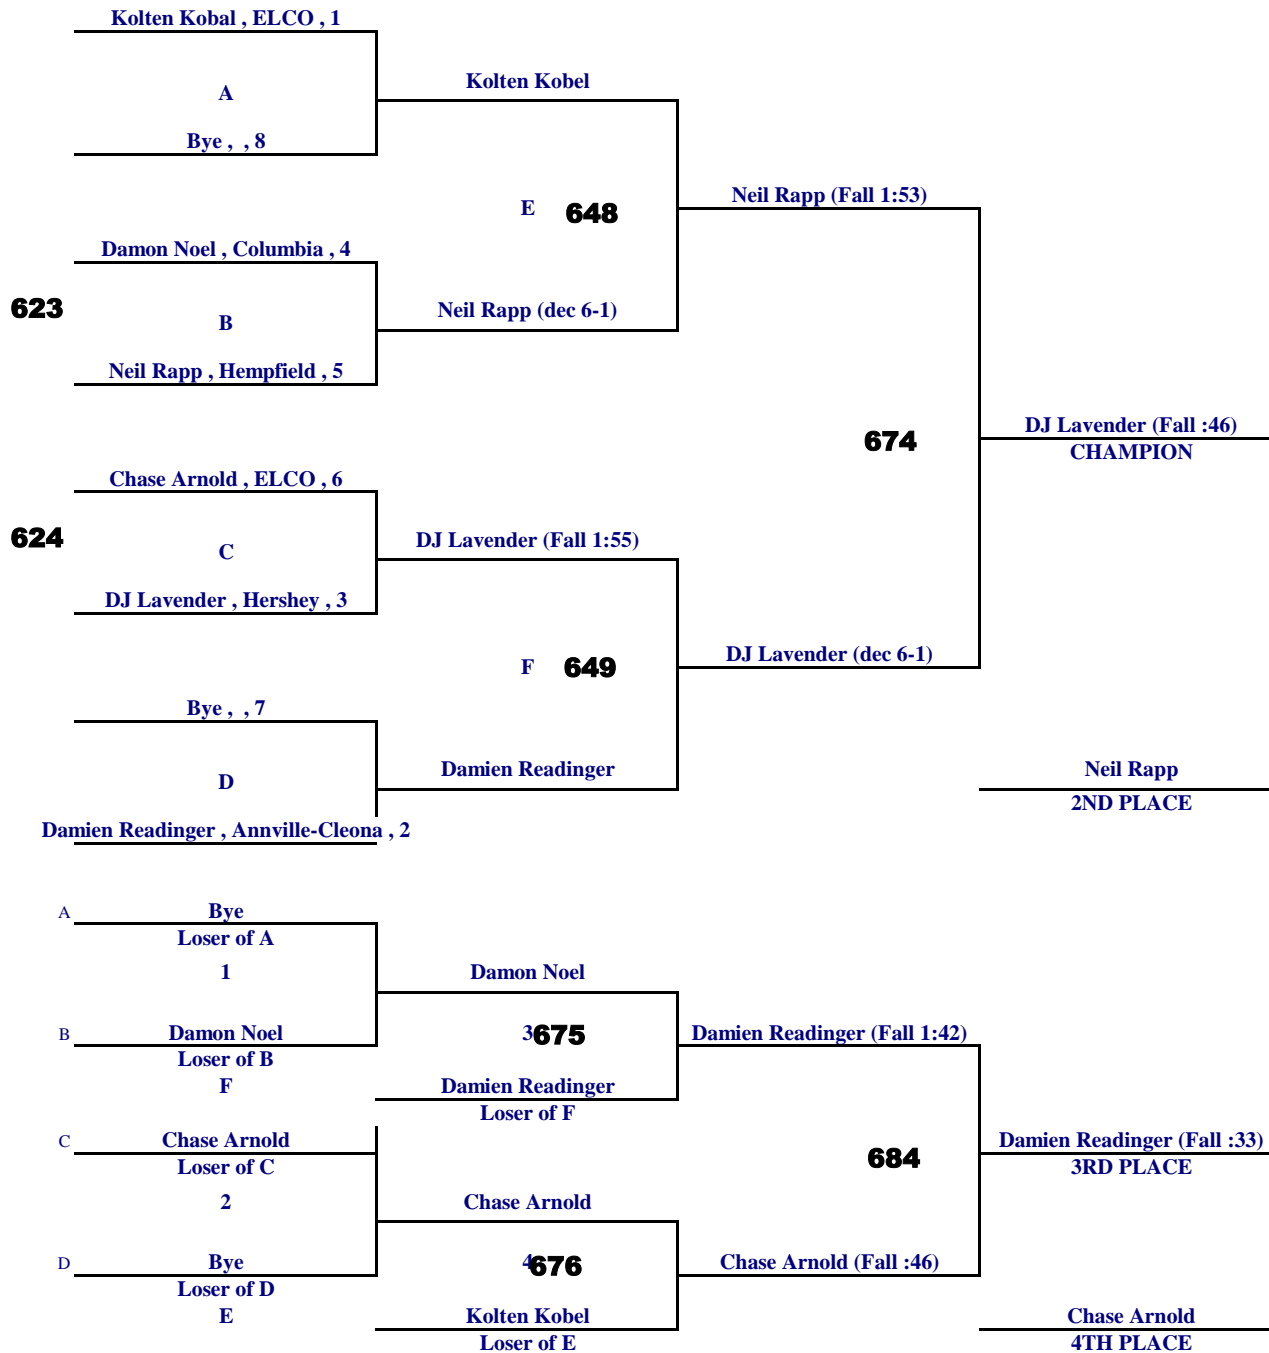 Kolten Kobal , ELCO , 1
A
Kolten Kobel
Bye , , 8
E 648
Neil Rapp (Fall 1:53)
Damon Noel , Columbia , 4
623
B
Neil Rapp (dec 6-1)
Neil Rapp , Hempfield , 5
674
DJ Lavender (Fall :46)
CHAMPION
Chase Arnold , ELCO , 6
624
C
DJ Lavender (Fall 1:55)
DJ Lavender , Hershey , 3
F 649
DJ Lavender (dec 6-1)
Bye , , 7
D
Damien Readinger
Neil Rapp
2ND PLACE
Damien Readinger , Annville-Cleona , 2
A Bye
Loser of A
1
Damon Noel
B Damon Noel
Loser of B
3 675
Damien Readinger (Fall 1:42)
F
Damien Readinger
Loser of F
C Chase Arnold
Loser of C
684
Damien Readinger (Fall :33)
3RD PLACE
2
Chase Arnold
D Bye
Loser of D
4 676
Chase Arnold (Fall :46)
E
Kolten Kobel
Loser of E
Chase Arnold
4TH PLACE